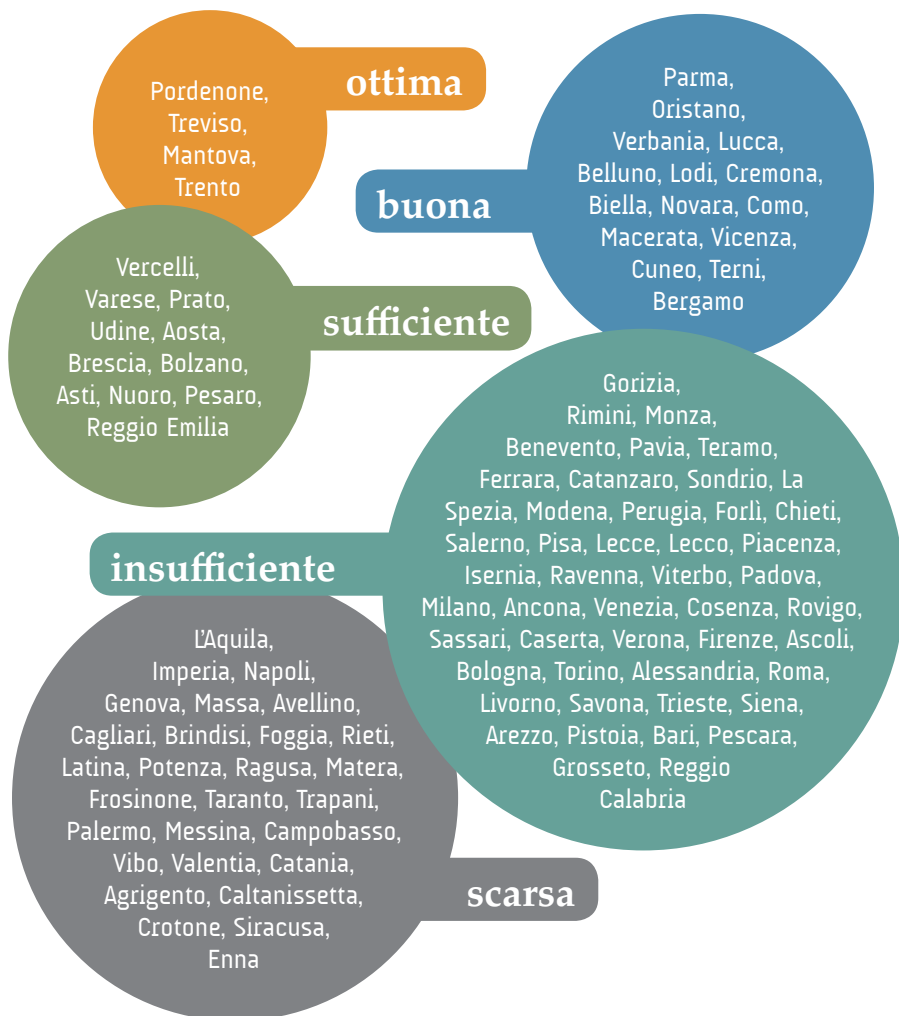 ottima
Pordenone,
Treviso,
Mantova,
Trento
buona
Parma,
Oristano,
Verbania, Lucca,
Belluno, Lodi, Cremona,
Biella, Novara, Como,
Macerata, Vicenza,
Cuneo, Terni,
Bergamo
sufficiente
Vercelli,
Varese, Prato,
Udine, Aosta,
Brescia, Bolzano,
Asti, Nuoro, Pesaro,
Reggio Emilia
insufficiente
Gorizia,
Rimini, Monza,
Benevento, Pavia, Teramo,
Ferrara, Catanzaro, Sondrio, La
Spezia, Modena, Perugia, Forlì, Chieti,
Salerno, Pisa, Lecce, Lecco, Piacenza,
Isernia, Ravenna, Viterbo, Padova,
Milano, Ancona, Venezia, Cosenza, Rovigo,
Sassari, Caserta, Verona, Firenze, Ascoli,
Bologna, Torino, Alessandria, Roma,
Livorno, Savona, Trieste, Siena,
Arezzo, Pistoia, Bari, Pescara,
Grosseto, Reggio
Calabria
scarsa
L'Aquila,
Imperia, Napoli,
Genova, Massa, Avellino,
Cagliari, Brindisi, Foggia, Rieti,
Latina, Potenza, Ragusa, Matera,
Frosinone, Taranto, Trapani,
Palermo, Messina, Campobasso,
Vibo, Valentia, Catania,
Agrigento, Caltanissetta,
Crotone, Siracusa,
Enna